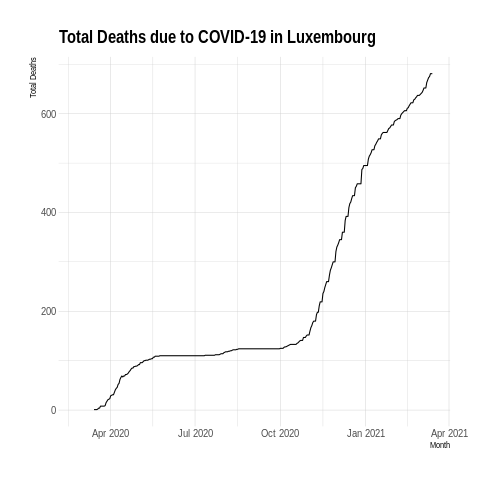 Total Deaths due to COVID-19 in Luxembourg
Total Deaths
600
400
200
0
Apr 2020 Jul 2020 Oct 2020 Jan 2021 Apr 2021
Month